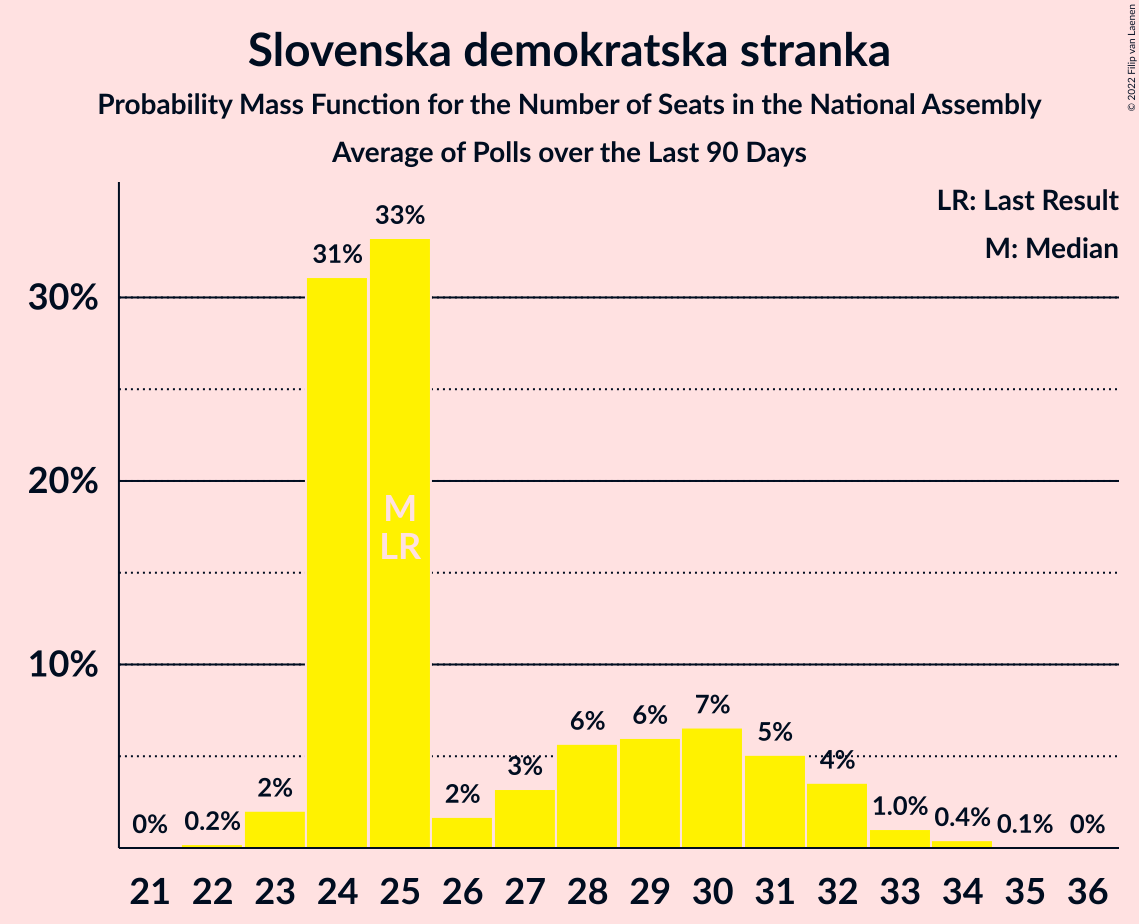 Slovenska demokratska stranka
Probability Mass Function for the Number of Seats in the National Assembly
Average of Polls over the Last 90 Days
© 2022 Filip van Laenen
LR: Last Result
M: Median
30%
20%
10%
0%
0.2%
2%
31%
33%
2%
3%
6%
6%
7%
5%
4%
1.0%
0.4%
0.1%
0%
M
LR
21 22 23 24 25 26 27 28 29 30 31 32 33 34 35 36